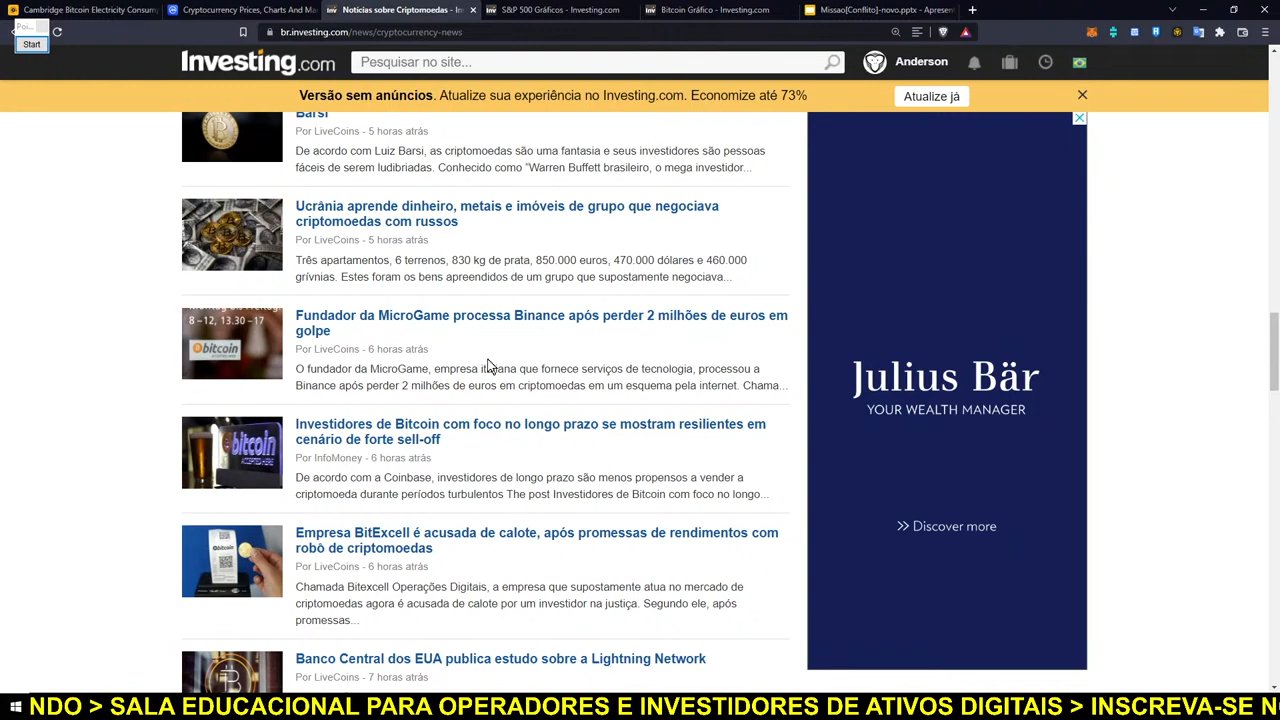 Cambridge Bitcoin Electricity Consum
Cryptocurrency Prices, Charts And Ma
Notícias sobre Criptomoedas - In
S&P 500 Gráficos - Investing.com
Bitcoin Gráfico - Investing.com
Missao[Conflito]-novo.pptx - Apresen
Start
br.investing.com/news/cryptocurrency-news
Investing.com
Pesquisar no site...
Anderson
Versão sem anúncios. Atualize sua experiência no Investing.com. Economize até 73%
Atualize já
Barsi
Por LiveCoins - 5 horas atrás
De acordo com Luiz Barsi, as criptomoedas são uma fantasia e seus investidores são pessoas
fáceis de serem ludibriadas. Conhecido como “Warren Buffett brasileiro, o mega investidor...
Ucrânia aprende dinheiro, metais e imóveis de grupo que negociava
criptomoedas com russos
Por LiveCoins - 5 horas atrás
Três apartamentos, 6 terrenos, 830 kg de prata, 850.000 euros, 470.000 dólares e 460.000
grívnias. Estes foram os bens apreendidos de um grupo que supostamente negociava...
8 –12, 13.30 –17
bitcoin
Fundador da MicroGame processa Binance após perder 2 milhões de euros em
golpe
Por LiveCoins - 6 horas atrás
O fundador da MicroGame, empresa italiana que fornece serviços de tecnologia, processou a
Binance após perder 2 milhões de euros em criptomoedas em um esquema pela internet. Chama...
bitcoin
Investidores de Bitcoin com foco no longo prazo se mostram resilientes em
cenário de forte sell-off
Por InfoMoney - 6 horas atrás
De acordo com a Coinbase, investidores de longo prazo são menos propensos a vender a
criptomoeda durante períodos turbulentos The post Investidores de Bitcoin com foco no longo...
Empresa BitExcell é acusada de calote, após promessas de rendimentos com
robô de criptomoedas
Por LiveCoins - 6 horas atrás
Chamada Bitexcell Operações Digitais, a empresa que supostamente atua no mercado de
criptomoedas agora é acusada de calote por um investidor na justiça. Segundo ele, após
promessas...
Banco Central dos EUA publica estudo sobre a Lightning Network
Por LiveCoins - 7 horas atrás
Julius Bär
YOUR WEALTH MANAGER
Discover more
NDO > SALA EDUCACIONAL PARA OPERADORES E INVESTIDORES DE ATIVOS DIGITAIS > INSCREVA-SE N